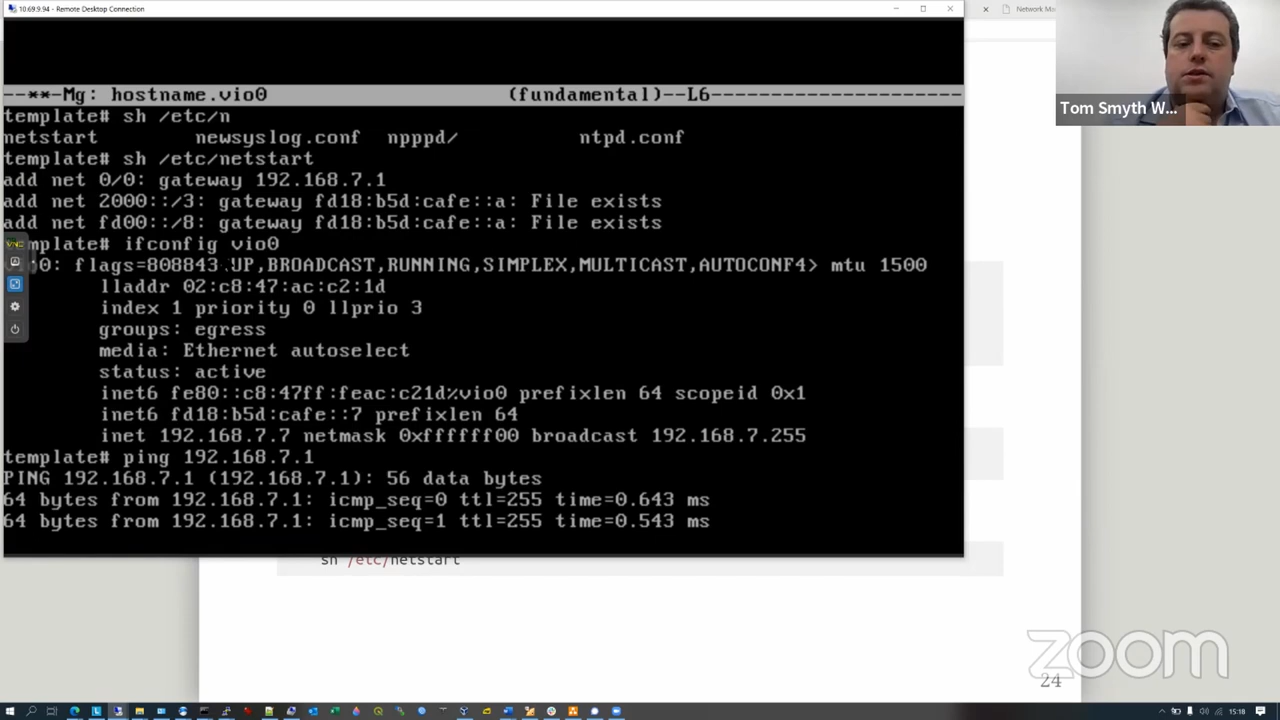 10.69.9.94 - Remote Desktop Connection
Network Mo
--**-Mg: hostname.vio0 (fundamental)--L6---------------------
template# sh /etc/n
netstart newsyslog.conf npppd/ ntpd.conf
template# sh /etc/netstart
add net 0/0: gateway 192.168.7.1
add net 2000::/3: gateway fd18:b5d:cafe::a: File exists
add net fd00::/8: gateway fd18:b5d:cafe::a: File exists
mplate# ifconfig vio0
0: flags=808843 UP,BROADCAST,RUNNING,SIMPLEX,MULTICAST,AUTOCONF4> mtu 1500
lladdr 02:c8:47:ac:c2:1d
index 1 priority 0 llprio 3
groups: egress
media: Ethernet autoselect
status: active
inet6 fe80::c8:47ff:feac:c21d%vio0 prefixlen 64 scopeid 0x1
inet6 fd18:b5d:cafe::7 prefixlen 64
inet 192.168.7.7 netmask 0xffffff00 broadcast 192.168.7.255
template# ping 192.168.7.1
PING 192.168.7.1 (192.168.7.1): 56 data bytes
64 bytes from 192.168.7.1: icmp_seq=0 ttl=255 time=0.643 ms
64 bytes from 192.168.7.1: icmp_seq=1 ttl=255 time=0.543 ms
sh /etc/netstart
Tom Smyth W...
zoom
24
15:18